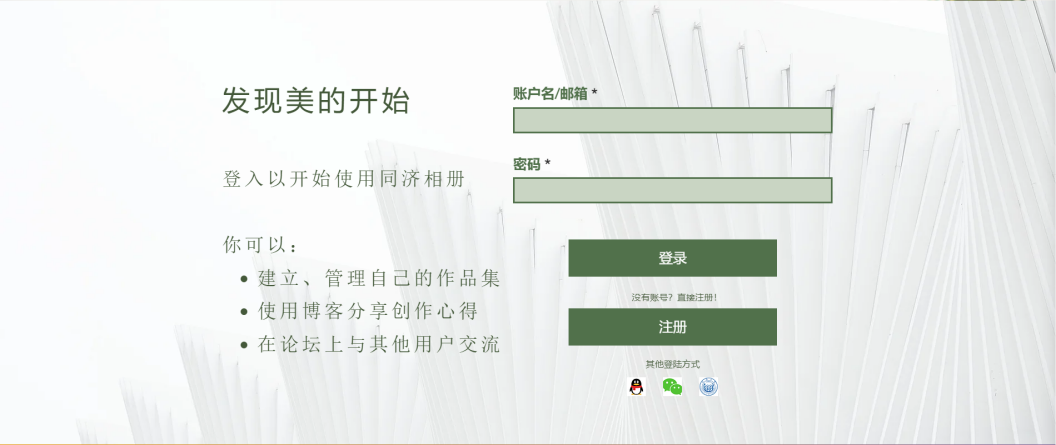 发现美的开始
登入以开始使用同济相册
你可以：
• 建立、管理自己的作品集
• 使用博客分享创作心得
• 在论坛上与其他用户交流
账户名/邮箱 *
密码 *
登录
没有账号？直接注册！
注册
其他登陆方式